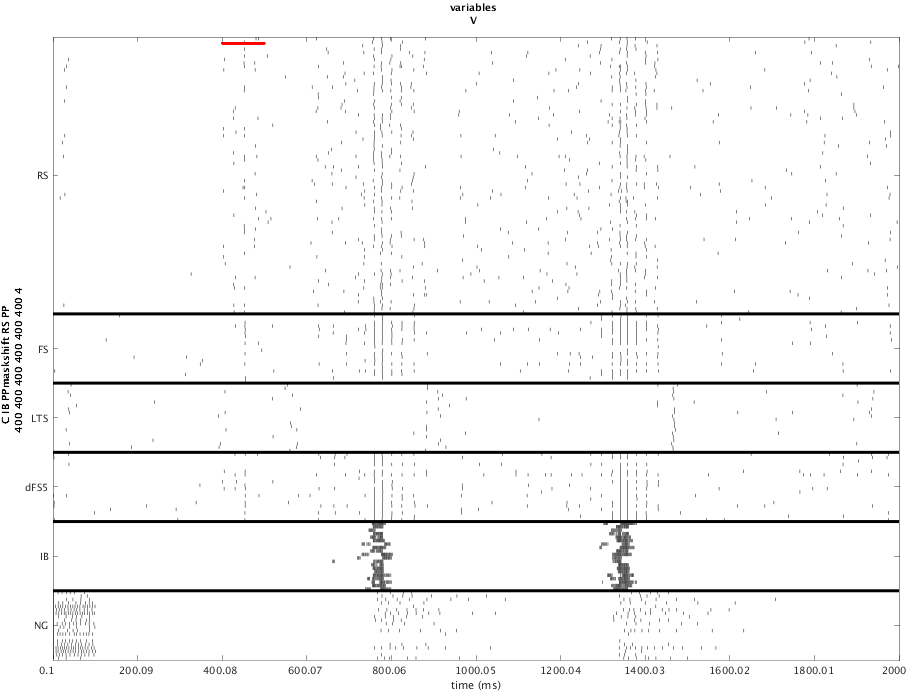 variables
V
C IB PPmaskshift RS PP
400 400 400 400 400 400 4
RS
FS
LTS
dFS5
IB
NG
0.1 200.09 400.08 600.07 800.06 1000.05 1200.04 1400.03 1600.02 1800.01 2000
time (ms)